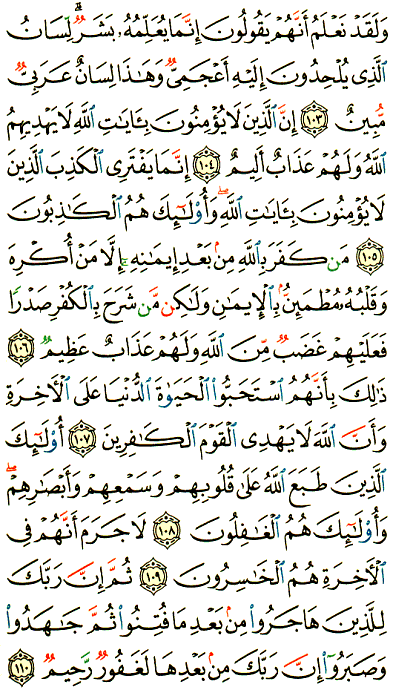 وَلَقَدْ نَعْلَمُ أَنَّهُمْ يَقُولُونَ إِنَّمَا يُعَلِّمُهُۥ بَشَرٌۗ لِّسَانُ
ٱلَّذِى يُلْحِدُونَ إِلَيْهِ أَعْجَمِىٌّ وَهَٰذَا لِسَانٌ عَرَبِىٌّ
مُّبِينٌ ١٠٣ إِنَّ ٱلَّذِينَ لَا يُؤْمِنُونَ بِـَٔايَٰتِ ٱللَّهِ لَا يَهْدِيهِمُ
ٱللَّهُ وَلَهُمْ عَذَابٌ أَلِيمٌ ١٠٤ إِنَّمَا يَفْتَرِى ٱلْكَذِبَ ٱلَّذِينَ
لَا يُؤْمِنُونَ بِـَٔايَٰتِ ٱللَّهِۖ وَأُو۟لَٰٓئِكَ هُمُ ٱلْكَٰذِبُونَ
١٠٥ مَن كَفَرَ بِٱللَّهِ مِنۢ بَعْدِ إِيمَٰنِهِۦٓ إِلَّا مَنْ أُكْرِهَ
وَقَلْبُهُۥ مُطْمَئِنٌّۢ بِٱلْإِيمَٰنِ وَلَٰكِن مَّن شَرَحَ بِٱلْكُفْرِ صَدْرًا
فَعَلَيْهِمْ غَضَبٌ مِّنَ ٱللَّهِ وَلَهُمْ عَذَابٌ عَظِيمٌ ١٠٦
ذَٰلِكَ بِأَنَّهُمُ ٱسْتَحَبُّوا۟ ٱلْحَيَوٰةَ ٱلدُّنْيَا عَلَى ٱلْءَاخِرَةِ
وَأَنَّ ٱللَّهَ لَا يَهْدِى ٱلْقَوْمَ ٱلْكَٰفِرِينَ ١٠٧ أُو۟لَٰٓئِكَ
ٱلَّذِينَ طَبَعَ ٱللَّهُ عَلَىٰ قُلُوبِهِمْ وَسَمْعِهِمْ وَأَبْصَٰرِهِمْۖ
وَأُو۟لَٰٓئِكَ هُمُ ٱلْغَٰفِلُونَ ١٠٨ لَا جَرَمَ أَنَّهُمْ فِى
ٱلْءَاخِرَةِ هُمُ ٱلْخَٰسِرُونَ ١٠٩ ثُمَّ إِنَّ رَبَّكَ
لِلَّذِينَ هَاجَرُوا۟ مِنۢ بَعْدِ مَا فُتِنُوا۟ ثُمَّ جَٰهَدُوا۟
وَصَبَرُوٓا۟ إِنَّ رَبَّكَ مِنۢ بَعْدِهَا لَغَفُورٌ رَّحِيمٌ ١١٠